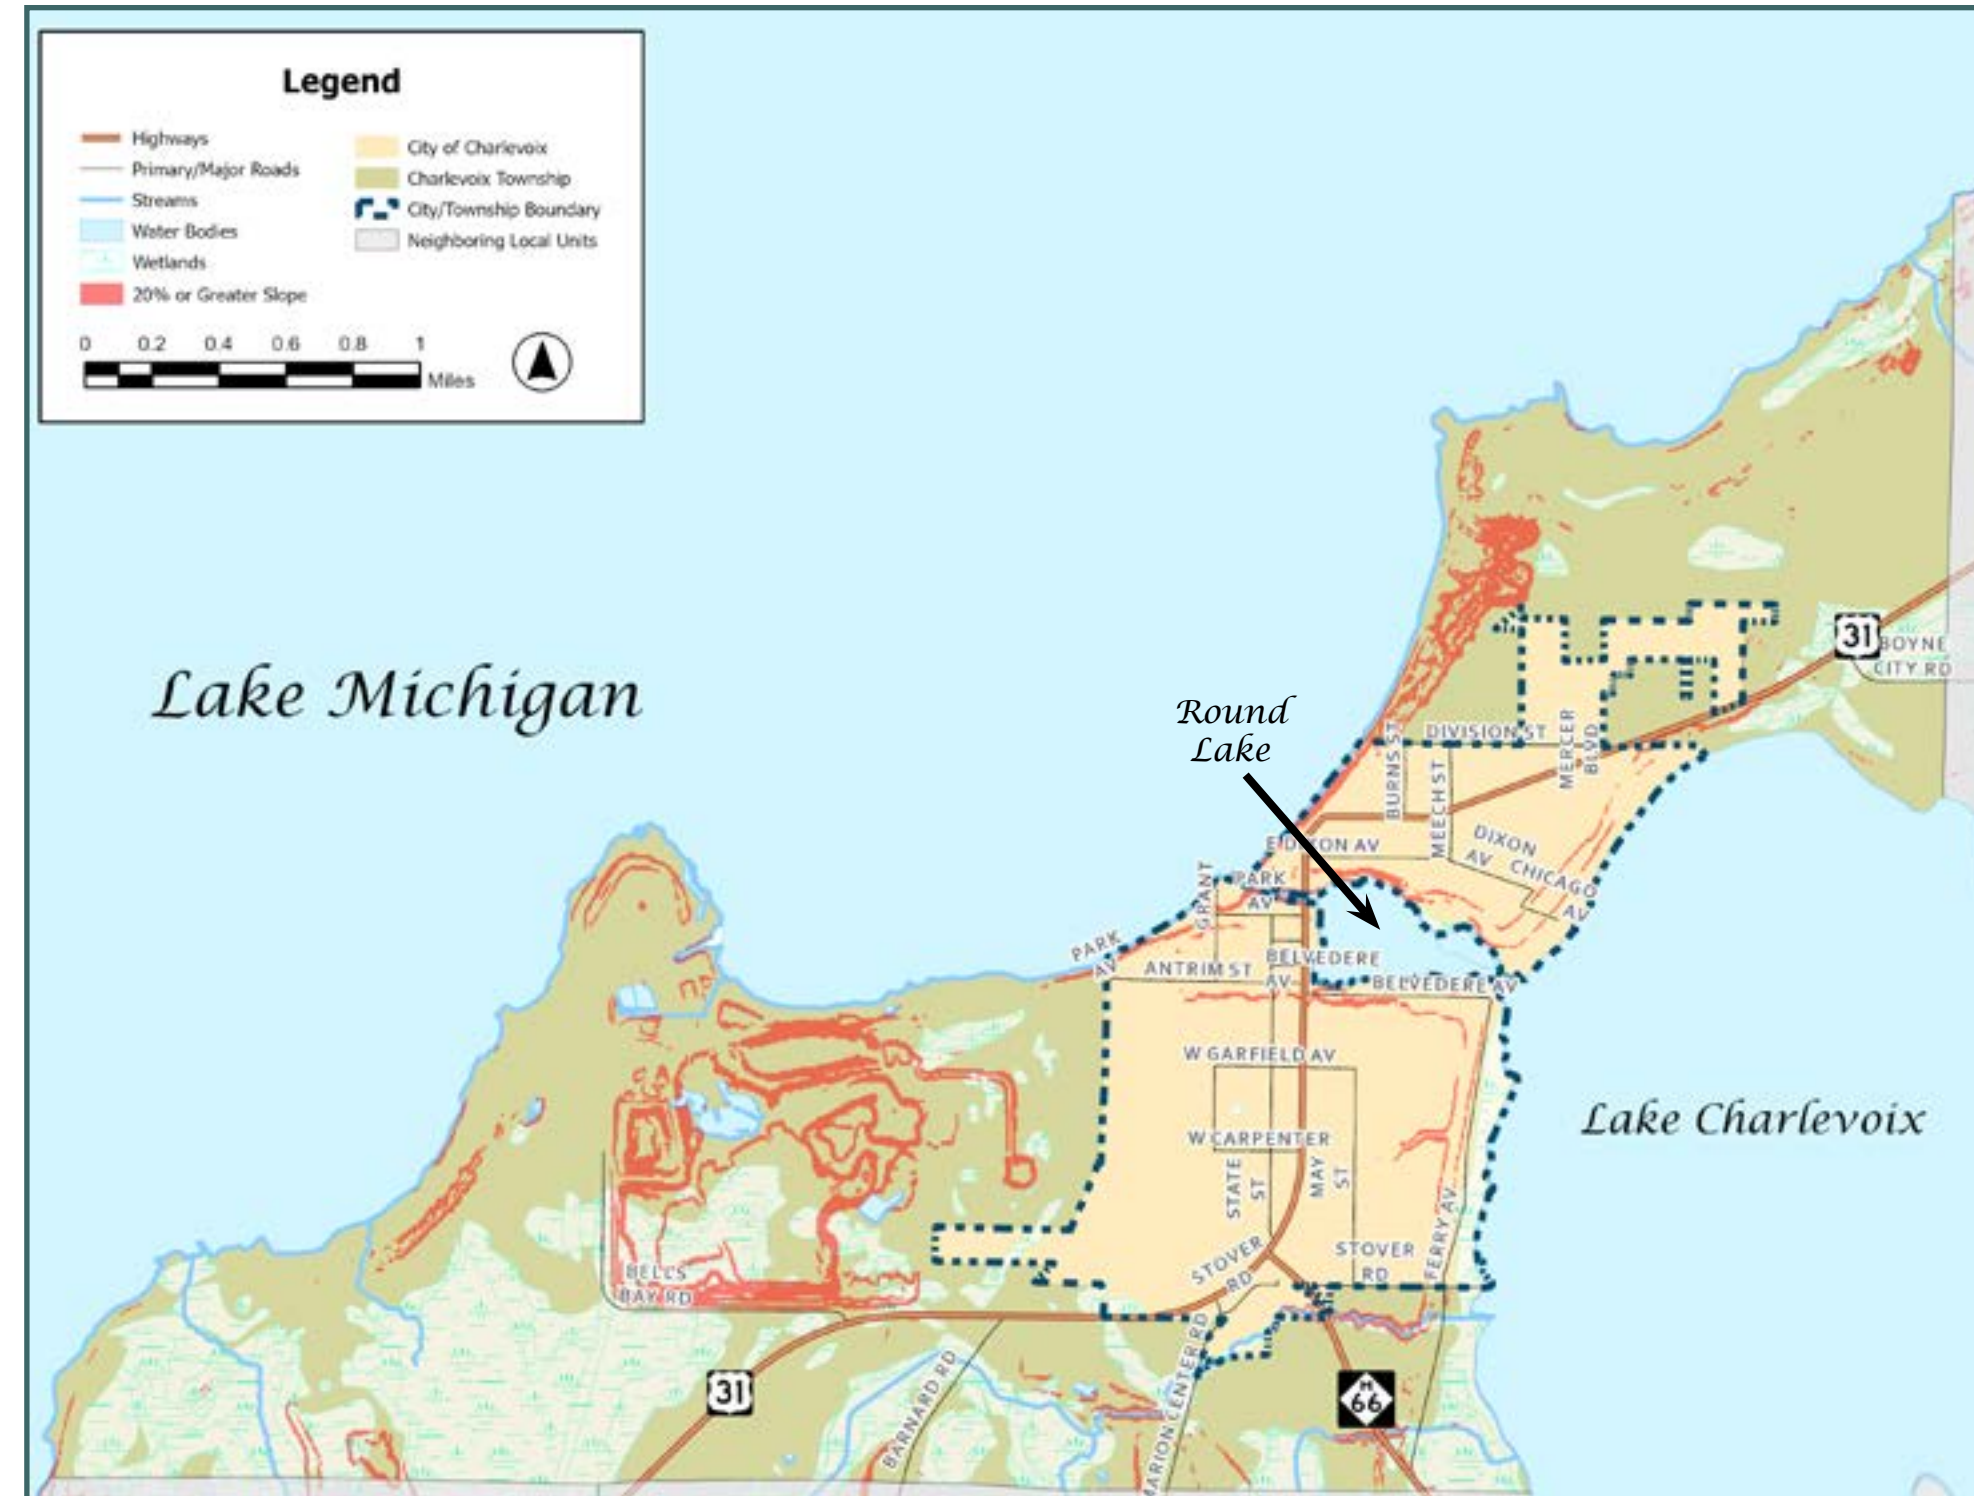 Legend
Highways
Primary/Major Roads
Streams
Water Bodies
Wetlands
20% or Greater Slope
City of Charlevoix
Charlevoix Township
City/Township Boundary
Neighboring Local Units
0 0.2 0.4 0.6 0.8 1
Miles
Lake Michigan
Round
Lake
Lake Charlevoix
31
BOYNE
CITY RD
DIVISION ST
BURNS ST
MEECH ST
MERCER
BLVD
E DIXON AV
DIXON
AV
CHICAGO
AV
GRANT
PARK
AV
PARK
AV
ANTRIM ST
BELVEDERE
AV
BELVEDERE AV
W GARFIELD AV
W CARPENTER
STATE
ST
MAY
ST
FERRY AV
STOVER
RD
STOVER
RD
BELLS
BAY RD
31
BARNARD RD
MARION CENTER RD
M
66